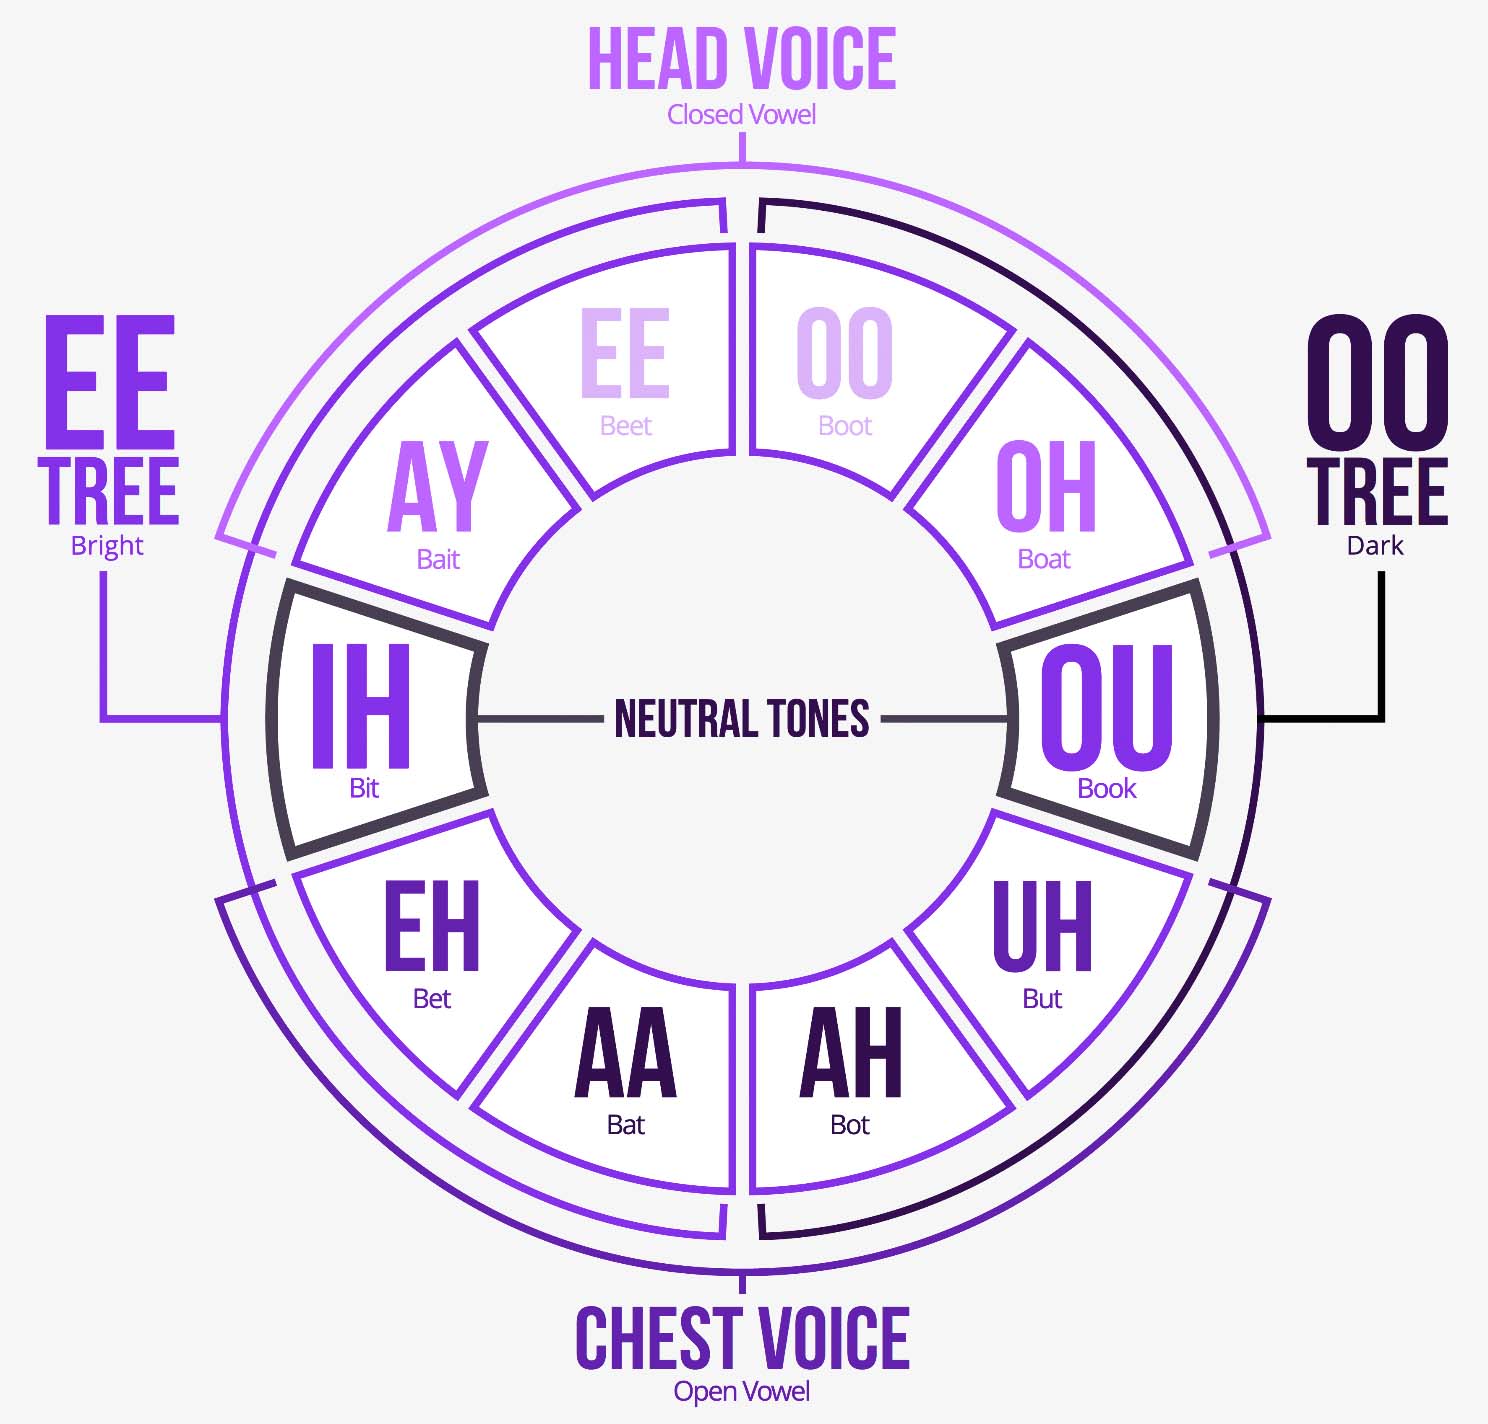 HEAD VOICE
Closed Vowel
EE
TREE
Bright
OO
TREE
Dark
EE
Beet
OO
Boot
AY
Bait
OH
Boat
IH
Bit
NEUTRAL TONES
OU
Book
EH
Bet
UH
But
AA
Bat
AH
Bot
CHEST VOICE
Open Vowel